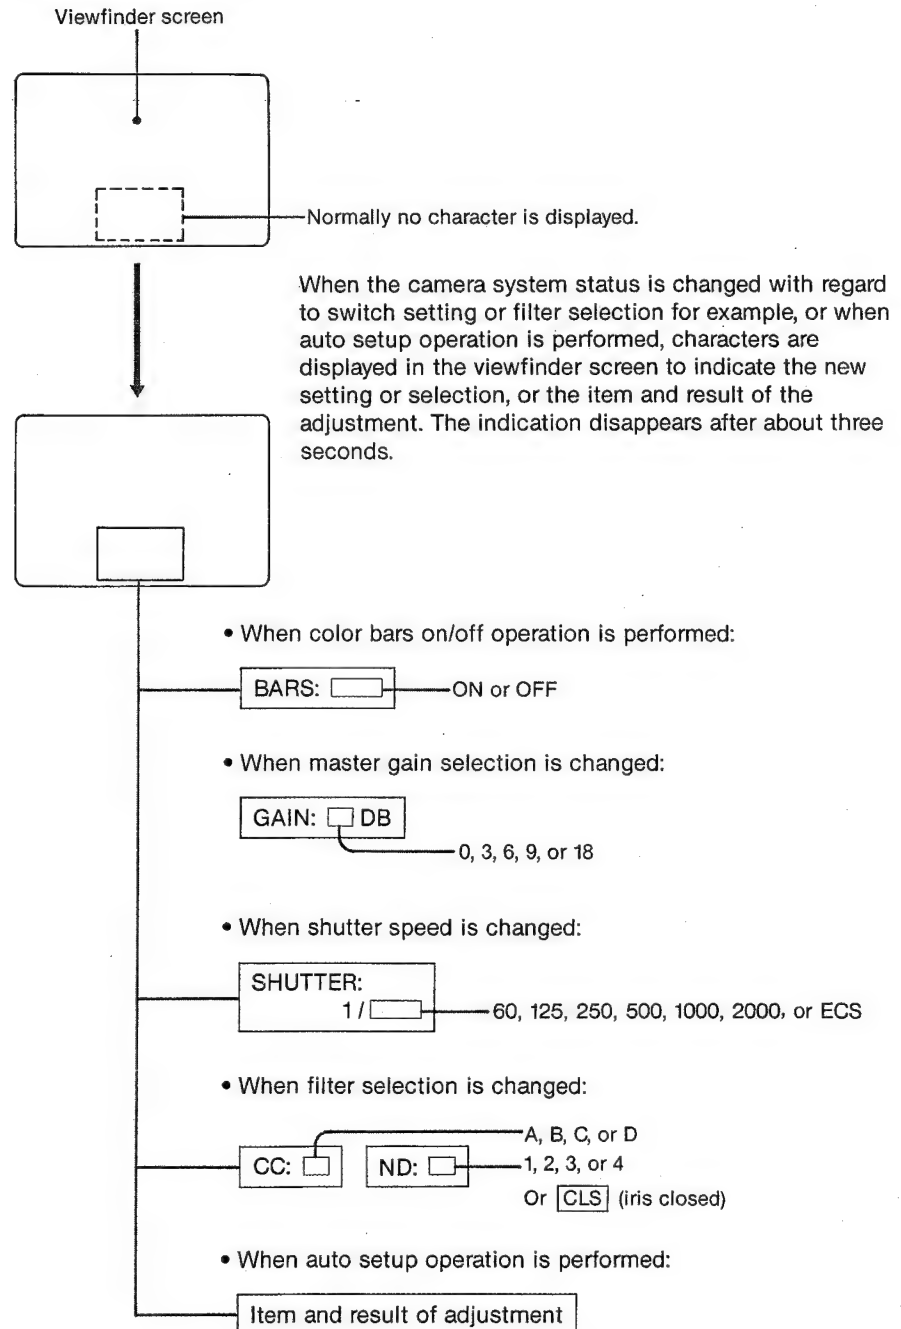 Viewfinder screen
Normally no character is displayed.
When the camera system status is changed with regard
to switch setting or filter selection for example, or when
auto setup operation is performed, characters are
displayed in the viewfinder screen to indicate the new
setting or selection, or the item and result of the
adjustment. The indication disappears after about three
seconds.
• When color bars on/off operation is performed:
BARS: ON or OFF
• When master gain selection is changed:
GAIN: DB
0, 3, 6, 9, or 18
• When shutter speed is changed:
SHUTTER:
1/ 60, 125, 250, 500, 1000, 2000, or ECS
• When filter selection is changed:
A, B, C, or D
CC: ND: 1, 2, 3, or 4
Or CLS (iris closed)
• When auto setup operation is performed:
Item and result of adjustment